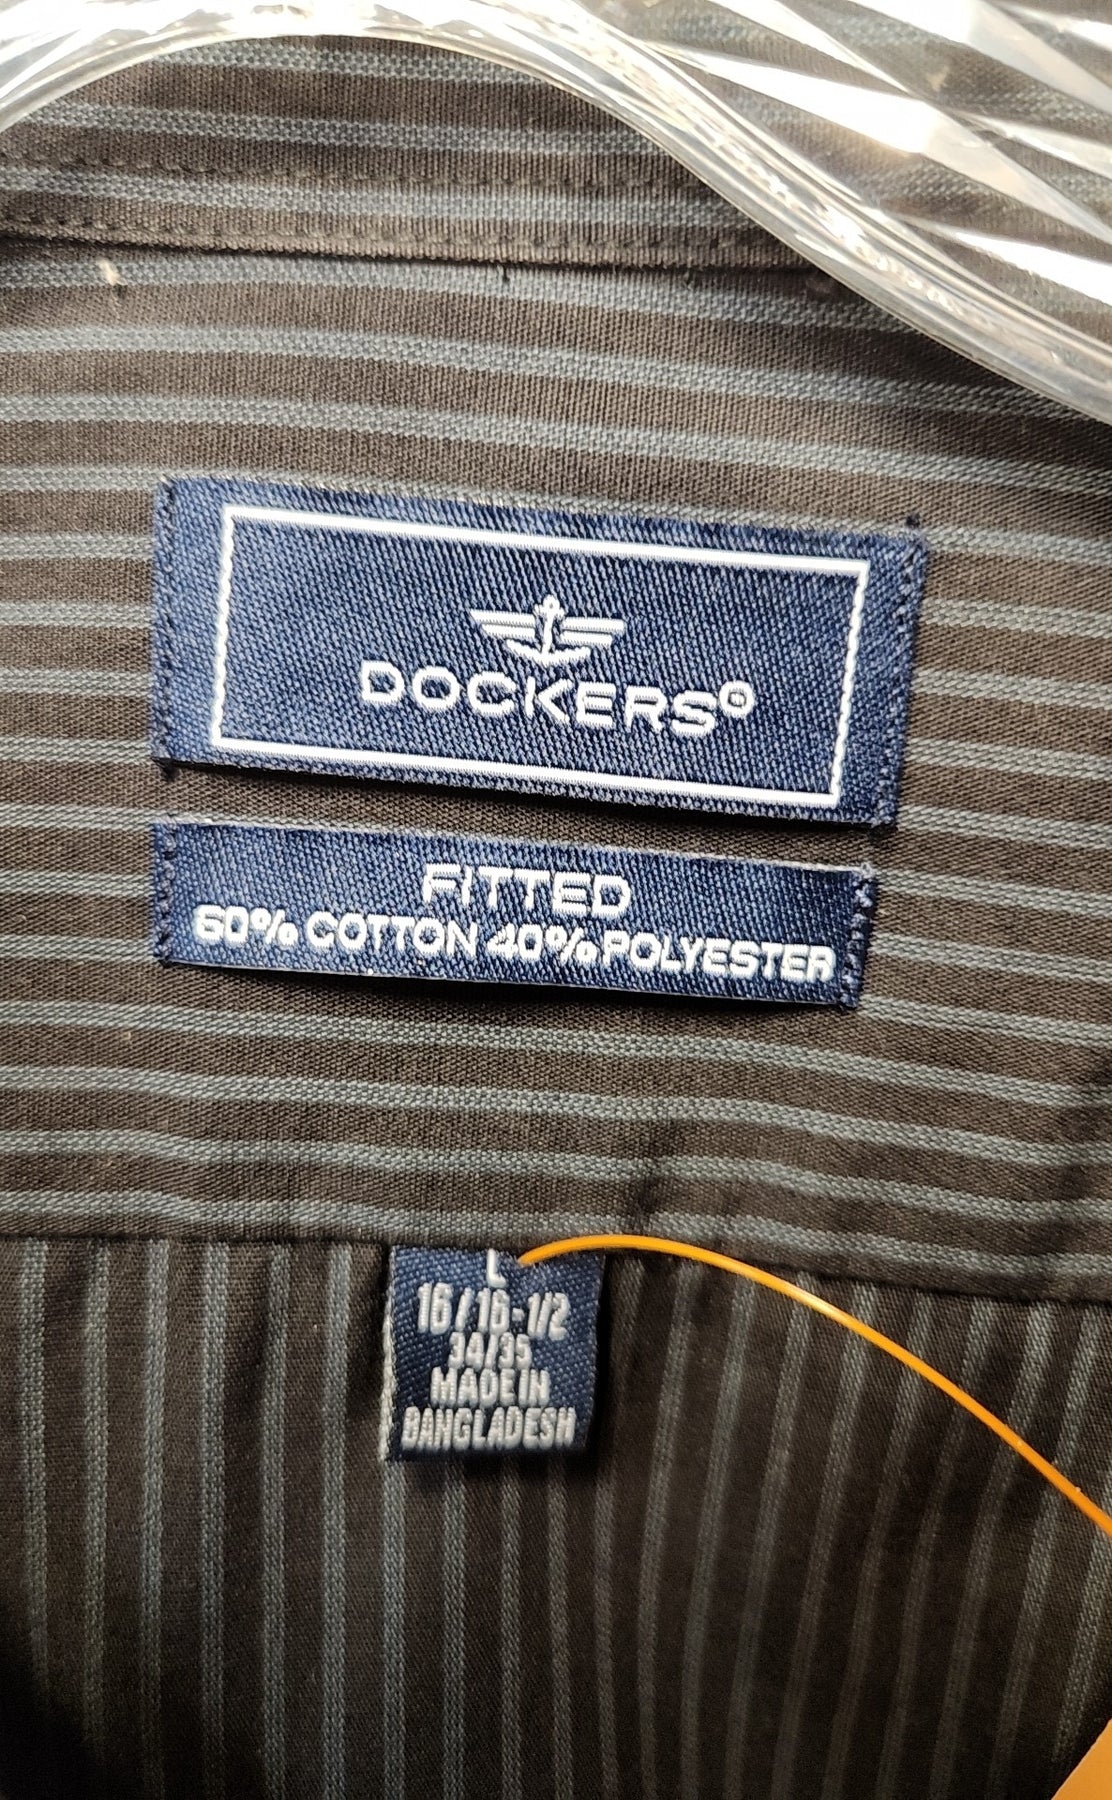 DOCKERS®
FITTED
60% COTTON 40% POLYESTER
L
16/16-1/2
34/35
MADE IN
BANGLADESH